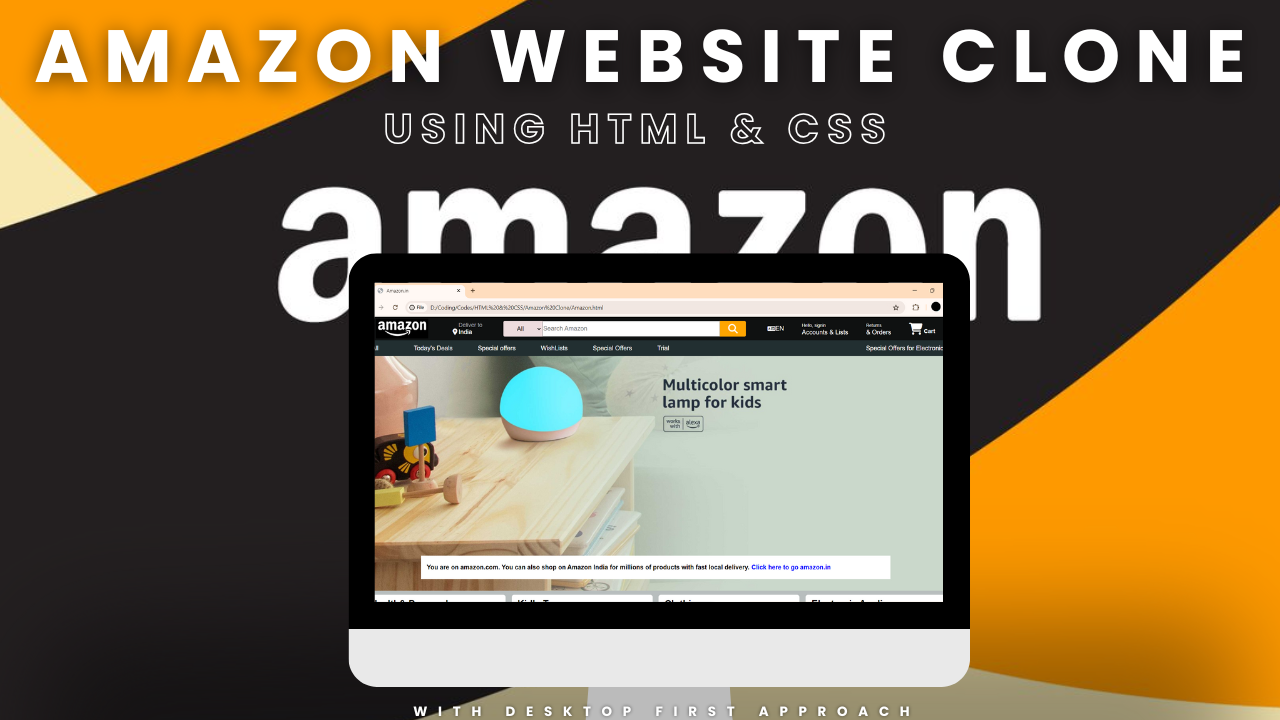 AMAZON WEBSITE CLONE
USING HTML & CSS
amazon
Amazon.in
File D:/Coding/Codes/HTML%20&%20CSS/Amazon%20Clone/Amazon.html
amazon
Deliver to
India
All
Search Amazon
EN
Hello, signin
Accounts & Lists
Returns
& Orders
Cart
Today's Deals Special offers WishLists Special Offers Trial Special Offers for Electronic
Multicolor smart
lamp for kids
works
with
alexa
You are on amazon.com. You can also shop on Amazon India for millions of products with fast local delivery. Click here to go amazon.in
WITH DESKTOP FIRST APPROACH